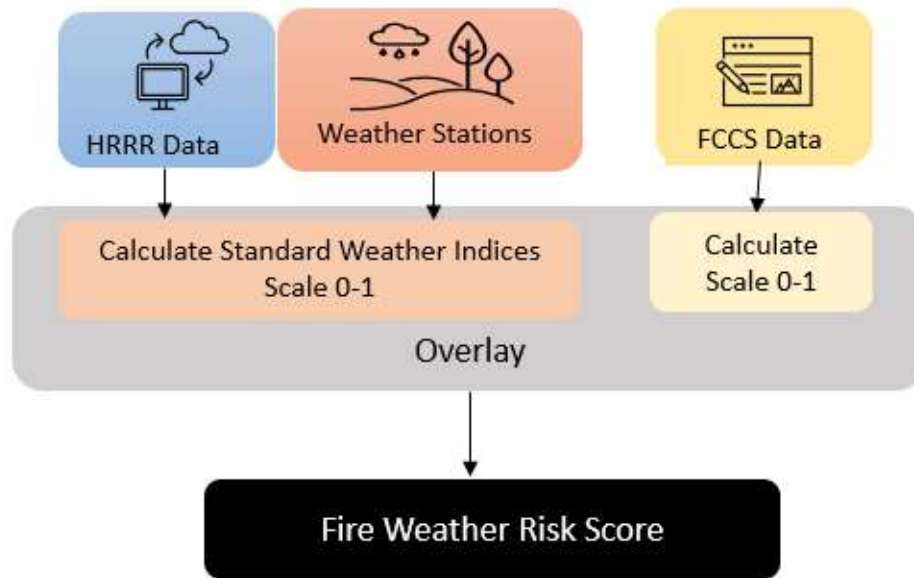 HRRR Data
Weather Stations
FCCS Data
Calculate Standard Weather Indices
Scale 0-1
Calculate
Scale 0-1
Overlay
Fire Weather Risk Score